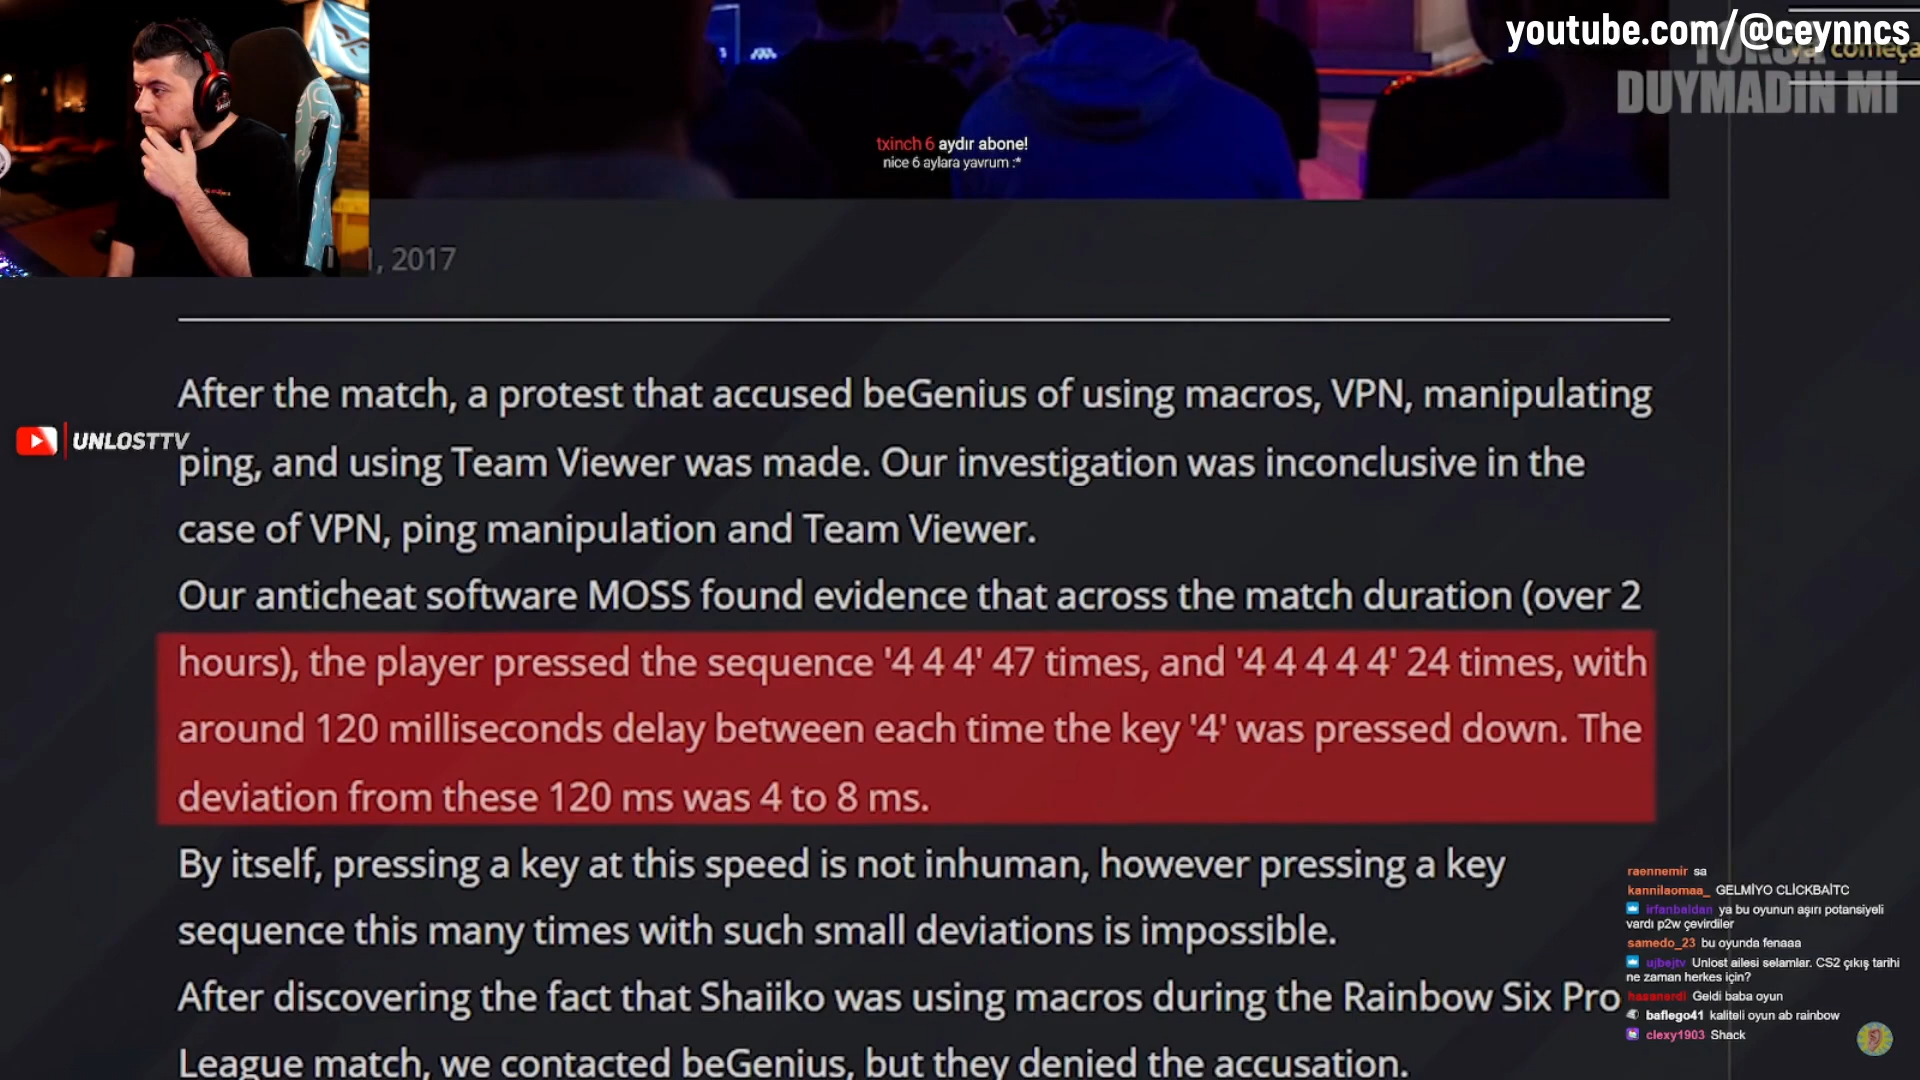 youtube.com/@ceynncs
começa
YOKSA
DUYMADIN MI
txinch 6 aydır abone!
nice 6 aylara yavrum :*
1, 2017
After the match, a protest that accused beGenius of using macros, VPN, manipulating
UNLOSTTV
ping, and using Team Viewer was made. Our investigation was inconclusive in the
case of VPN, ping manipulation and Team Viewer.
Our anticheat software MOSS found evidence that across the match duration (over 2
hours), the player pressed the sequence '4 4 4' 47 times, and '4 4 4 4 4' 24 times, with
around 120 milliseconds delay between each time the key '4' was pressed down. The
deviation from these 120 ms was 4 to 8 ms.
By itself, pressing a key at this speed is not inhuman, however pressing a key
sequence this many times with such small deviations is impossible.
After discovering the fact that Shaiiko was using macros during the Rainbow Six Pro
League match, we contacted beGenius, but they denied the accusation.
raennemir sa
kannilaomaa_ GELMİYO CLİCKBAİTC
irfanbaldan ya bu oyunun aşırı potansiyeli
vardı p2w çevirdiler
samedo_23 bu oyunda fenaaa
ujbejtv Unlost ailesi selamlar. CS2 çıkış tarihi
ne zaman herkes için?
hasanerdi Geldi baba oyun
baflego41 kaliteli oyun ab rainbow
clexy1903 Shack